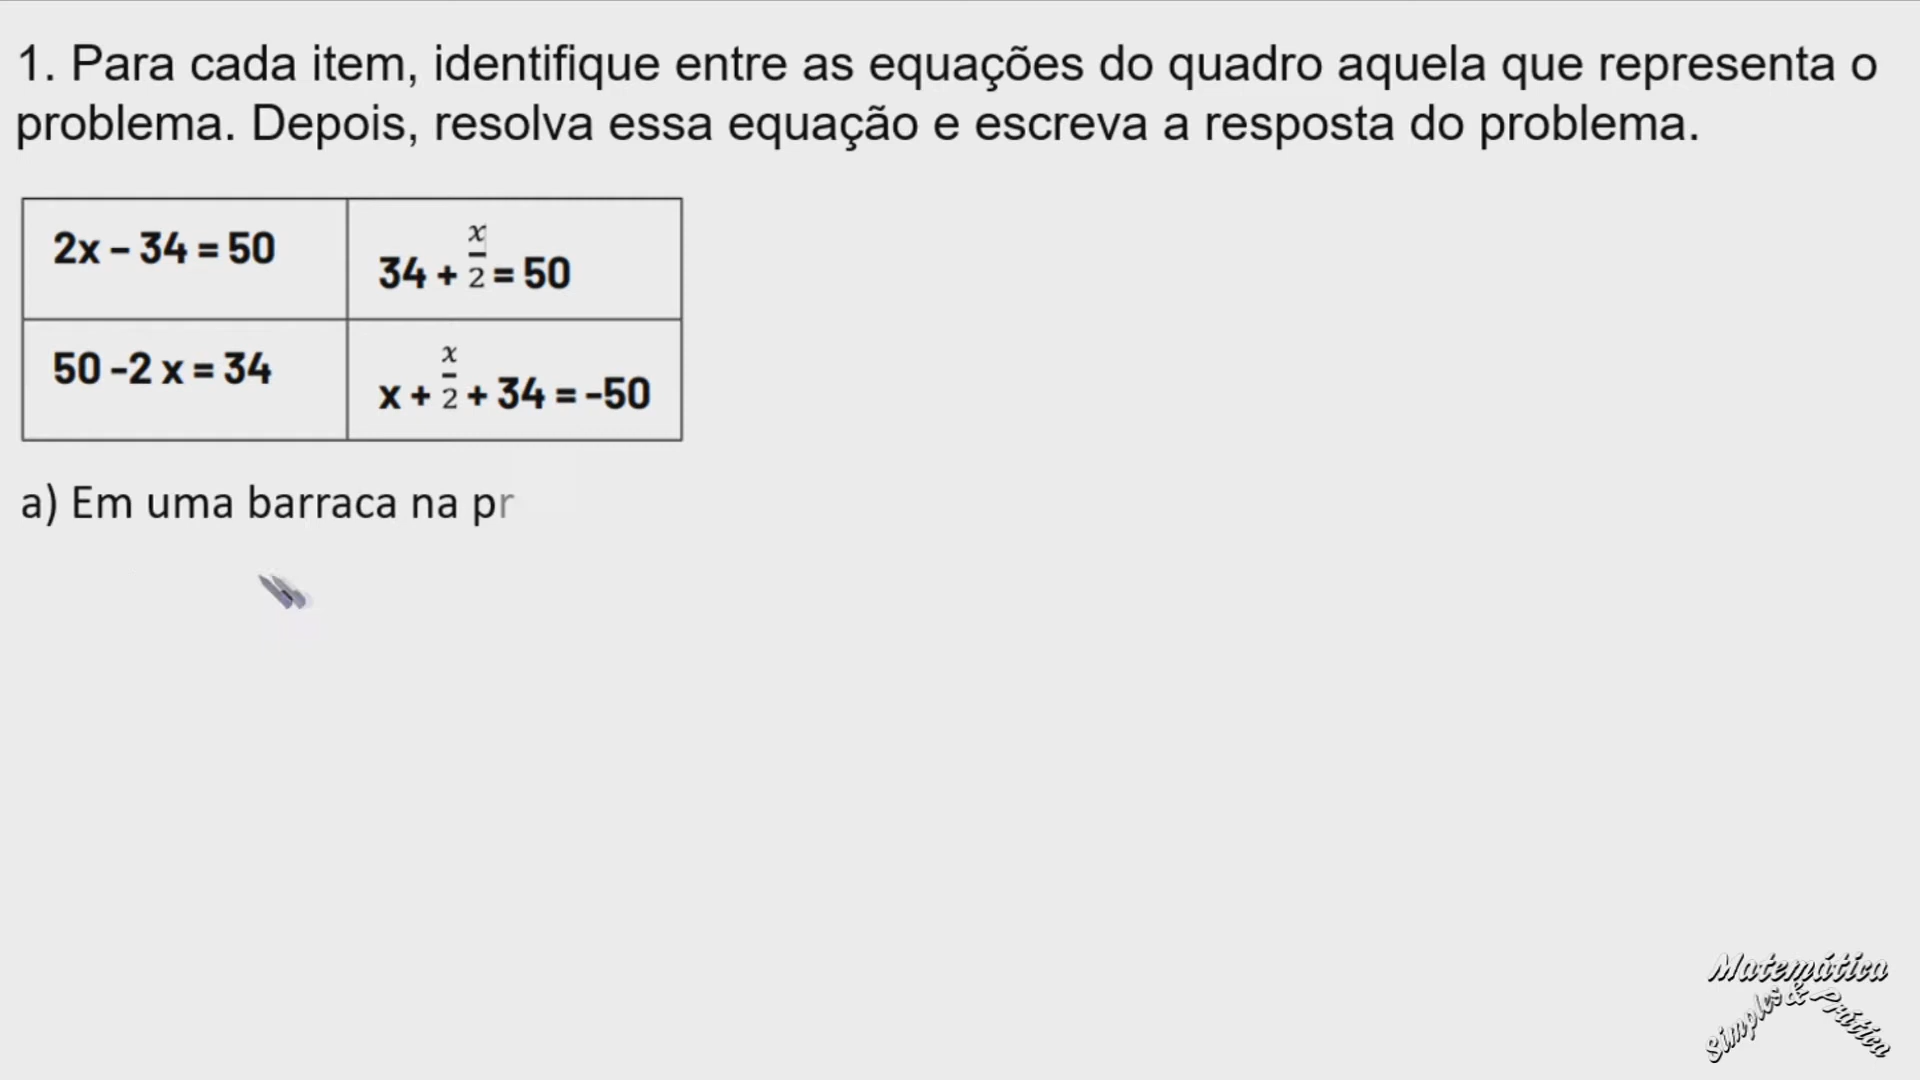 1. Para cada item, identifique entre as equações do quadro aquela que representa o
problema. Depois, resolva essa equação e escreva a resposta do problema.
2x – 34 = 50
34 + x/2 = 50
50 -2 x = 34
x + x/2 + 34 = -50
a) Em uma barraca na pr
Matemática
Simples & Prática